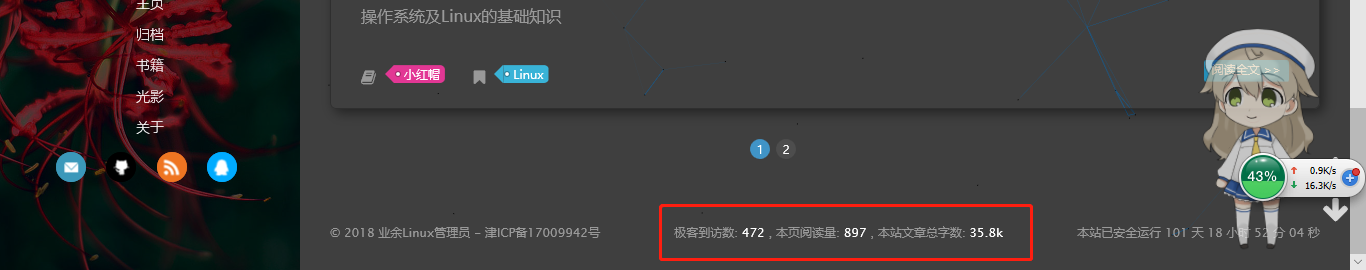 主页
归档
书籍
光影
关于
操作系统及Linux的基础知识
小红帽
Linux
阅读全文 >>
1 2
43%
0.9K/s
16.3K/s
© 2018 业余Linux管理员 - 津ICP备17009942号
极客到访数: 472 , 本页阅读量: 897 , 本站文章总字数: 35.8k
本站已安全运行 101 天 18 小时 52 分 04 秒